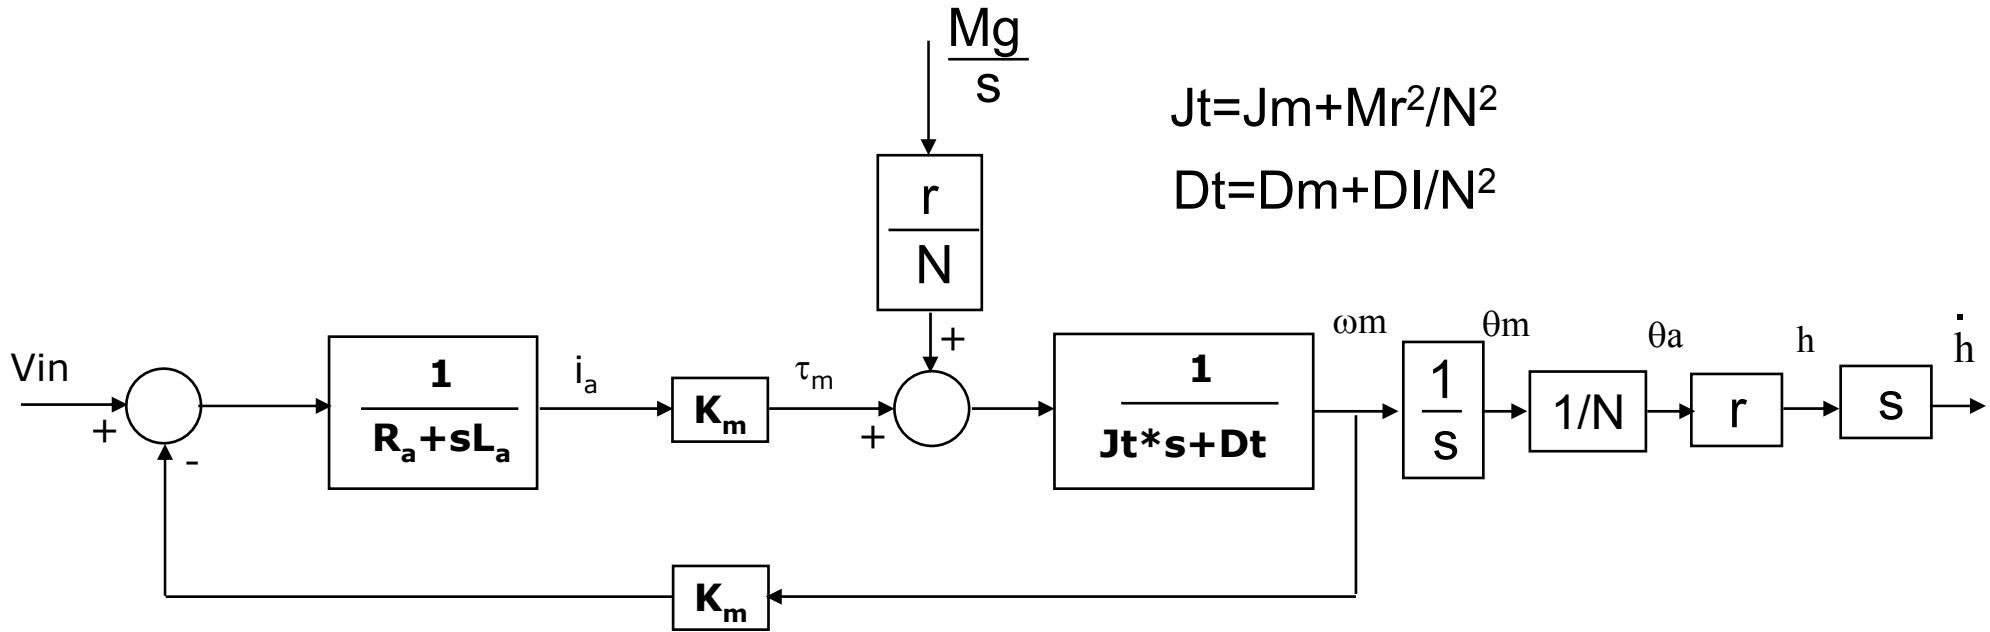 Mg
s
Jt=Jm+Mr²/N²
Dt=Dm+Dl/N²
r
N
+
Vin
+
-
1
Rₐ+sLₐ
iₐ
Kₘ
τₘ
+
1
Jt*s+Dt
ωm
1
s
θm
1/N
θa
r
h
s
ḣ
Kₘ